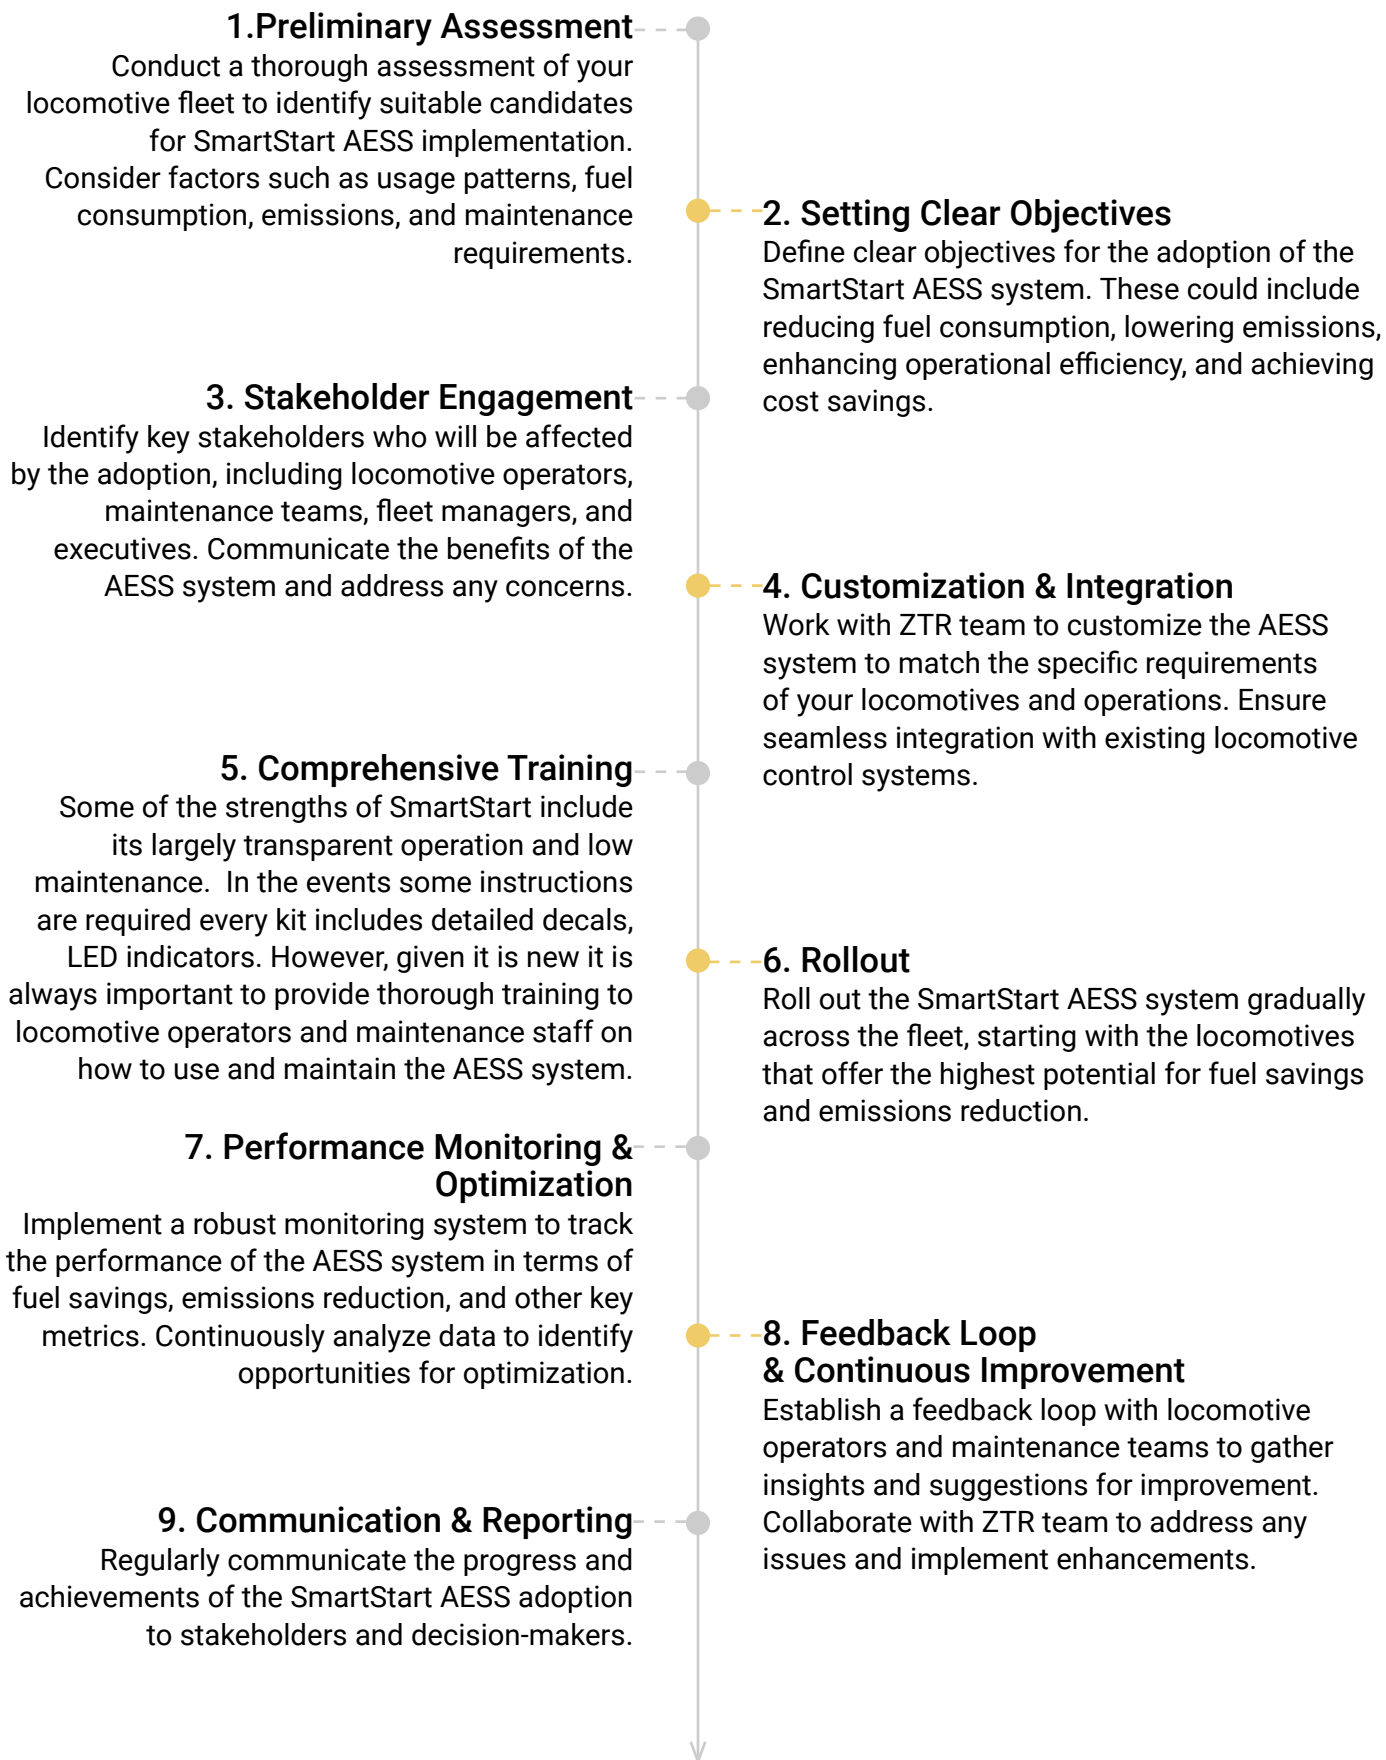 1.Preliminary Assessment
Conduct a thorough assessment of your
locomotive fleet to identify suitable candidates
for SmartStart AESS implementation.
Consider factors such as usage patterns, fuel
consumption, emissions, and maintenance
requirements.
2. Setting Clear Objectives
Define clear objectives for the adoption of the
SmartStart AESS system. These could include
reducing fuel consumption, lowering emissions,
enhancing operational efficiency, and achieving
cost savings.
3. Stakeholder Engagement
Identify key stakeholders who will be affected
by the adoption, including locomotive operators,
maintenance teams, fleet managers, and
executives. Communicate the benefits of the
AESS system and address any concerns.
4. Customization & Integration
Work with ZTR team to customize the AESS
system to match the specific requirements
of your locomotives and operations. Ensure
seamless integration with existing locomotive
control systems.
5. Comprehensive Training
Some of the strengths of SmartStart include
its largely transparent operation and low
maintenance.  In the events some instructions
are required every kit includes detailed decals,
LED indicators. However, given it is new it is
always important to provide thorough training to
locomotive operators and maintenance staff on
how to use and maintain the AESS system.
6. Rollout
Roll out the SmartStart AESS system gradually
across the fleet, starting with the locomotives
that offer the highest potential for fuel savings
and emissions reduction.
7. Performance Monitoring &
Optimization
Implement a robust monitoring system to track
the performance of the AESS system in terms of
fuel savings, emissions reduction, and other key
metrics. Continuously analyze data to identify
opportunities for optimization.
8. Feedback Loop
& Continuous Improvement
Establish a feedback loop with locomotive
operators and maintenance teams to gather
insights and suggestions for improvement.
Collaborate with ZTR team to address any
issues and implement enhancements.
9. Communication & Reporting
Regularly communicate the progress and
achievements of the SmartStart AESS adoption
to stakeholders and decision-makers.